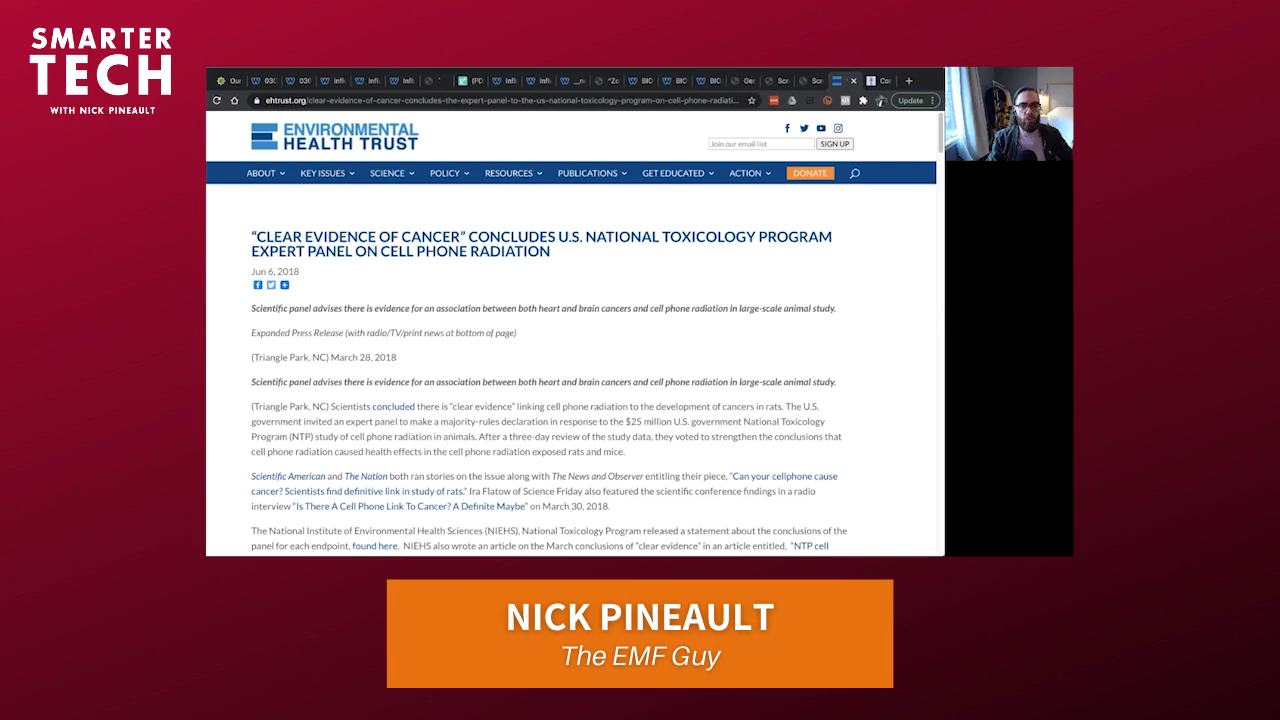 SMARTER
TECH
WITH NICK PINEAULT
Our
030
030
Infl
Infl
Infl
(PD
Infl
Infl
BIO
BIO
BIO
Ger
Scr
Scr
Cor
ehtrust.org/clear-evidence-of-cancer-concludes-the-expert-panel-to-the-us-national-toxicology-program-on-cell-phone-radiati...
Update
ENVIRONMENTAL
HEALTH TRUST
Join our email list
SIGN UP
ABOUT KEY ISSUES SCIENCE POLICY RESOURCES PUBLICATIONS GET EDUCATED ACTION DONATE
“CLEAR EVIDENCE OF CANCER” CONCLUDES U.S. NATIONAL TOXICOLOGY PROGRAM
EXPERT PANEL ON CELL PHONE RADIATION
Jun 6, 2018
Scientific panel advises there is evidence for an association between both heart and brain cancers and cell phone radiation in large-scale animal study.
Expanded Press Release (with radio/TV/print news at bottom of page)
(Triangle Park, NC) March 28, 2018
Scientific panel advises there is evidence for an association between both heart and brain cancers and cell phone radiation in large-scale animal study.
(Triangle Park, NC) Scientists concluded there is “clear evidence” linking cell phone radiation to the development of cancers in rats. The U.S.
government invited an expert panel to make a majority-rules declaration in response to the $25 million U.S. government National Toxicology
Program (NTP) study of cell phone radiation in animals. After a three-day review of the study data, they voted to strengthen the conclusions that
cell phone radiation caused health effects in the cell phone radiation exposed rats and mice.
Scientific American and The Nation both ran stories on the issue along with The News and Observer entitling their piece, “Can your cellphone cause
cancer? Scientists find definitive link in study of rats.” Ira Flatow of Science Friday also featured the scientific conference findings in a radio
interview “Is There A Cell Phone Link To Cancer? A Definite Maybe” on March 30, 2018.
The National Institute of Environmental Health Sciences (NIEHS), National Toxicology Program released a statement about the conclusions of the
panel for each endpoint, found here. NIEHS also wrote an article on the March conclusions of “clear evidence” in an article entitled, “NTP cell
NICK PINEAULT
The EMF Guy